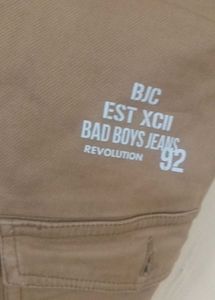 BJC
EST XCII
BAD BOYS JEANS
REVOLUTION 92